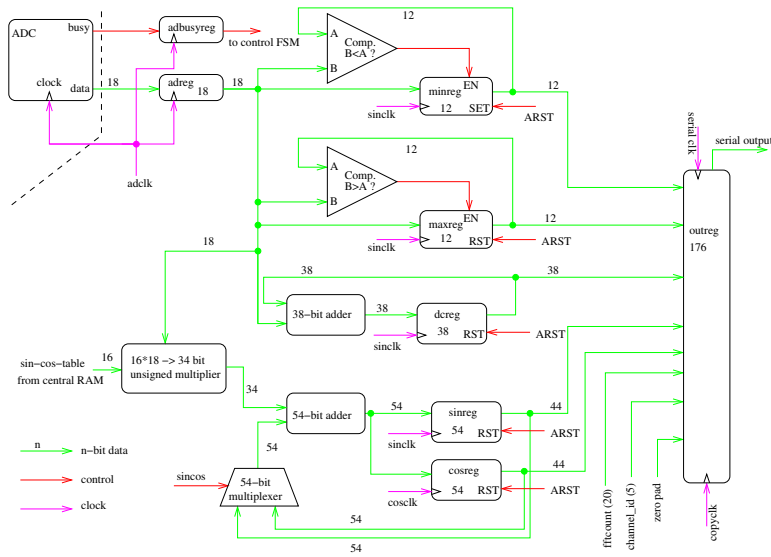 ADC
busy
clock
data
18
adbusyreg
to control FSM
adreg
18
18
adclk
12
A
B
Comp.
B<A ?
EN
minreg
12
SET
sinclk
ARST
12
12
A
B
Comp.
B>A ?
EN
maxreg
12
RST
sinclk
ARST
12
18
38
38−bit adder
38
dcreg
38
RST
sinclk
ARST
38
sin−cos−table
from central RAM
16
16*18 −> 34 bit
unsigned multiplier
34
54−bit adder
54
sinreg
54
RST
sinclk
ARST
44
cosreg
54
RST
cosclk
ARST
44
54
sincos
54−bit
multiplexer
54
54
n
n−bit data
control
clock
serial clk
serial output
outreg
176
fftcount (20)
channel_id (5)
zero pad
copyclk